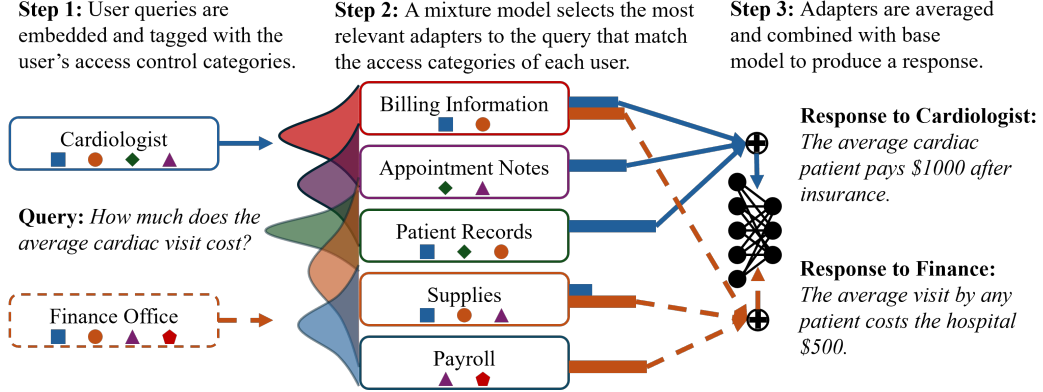 Step 1: User queries are
embedded and tagged with the
user's access control categories.
Step 2: A mixture model selects the most
relevant adapters to the query that match
the access categories of each user.
Step 3: Adapters are averaged
and combined with base
model to produce a response.
Cardiologist
Query: How much does the
average cardiac visit cost?
Finance Office
Billing Information
Appointment Notes
Patient Records
Supplies
Payroll
Response to Cardiologist:
The average cardiac
patient pays $1000 after
insurance.
Response to Finance:
The average visit by any
patient costs the hospital
$500.